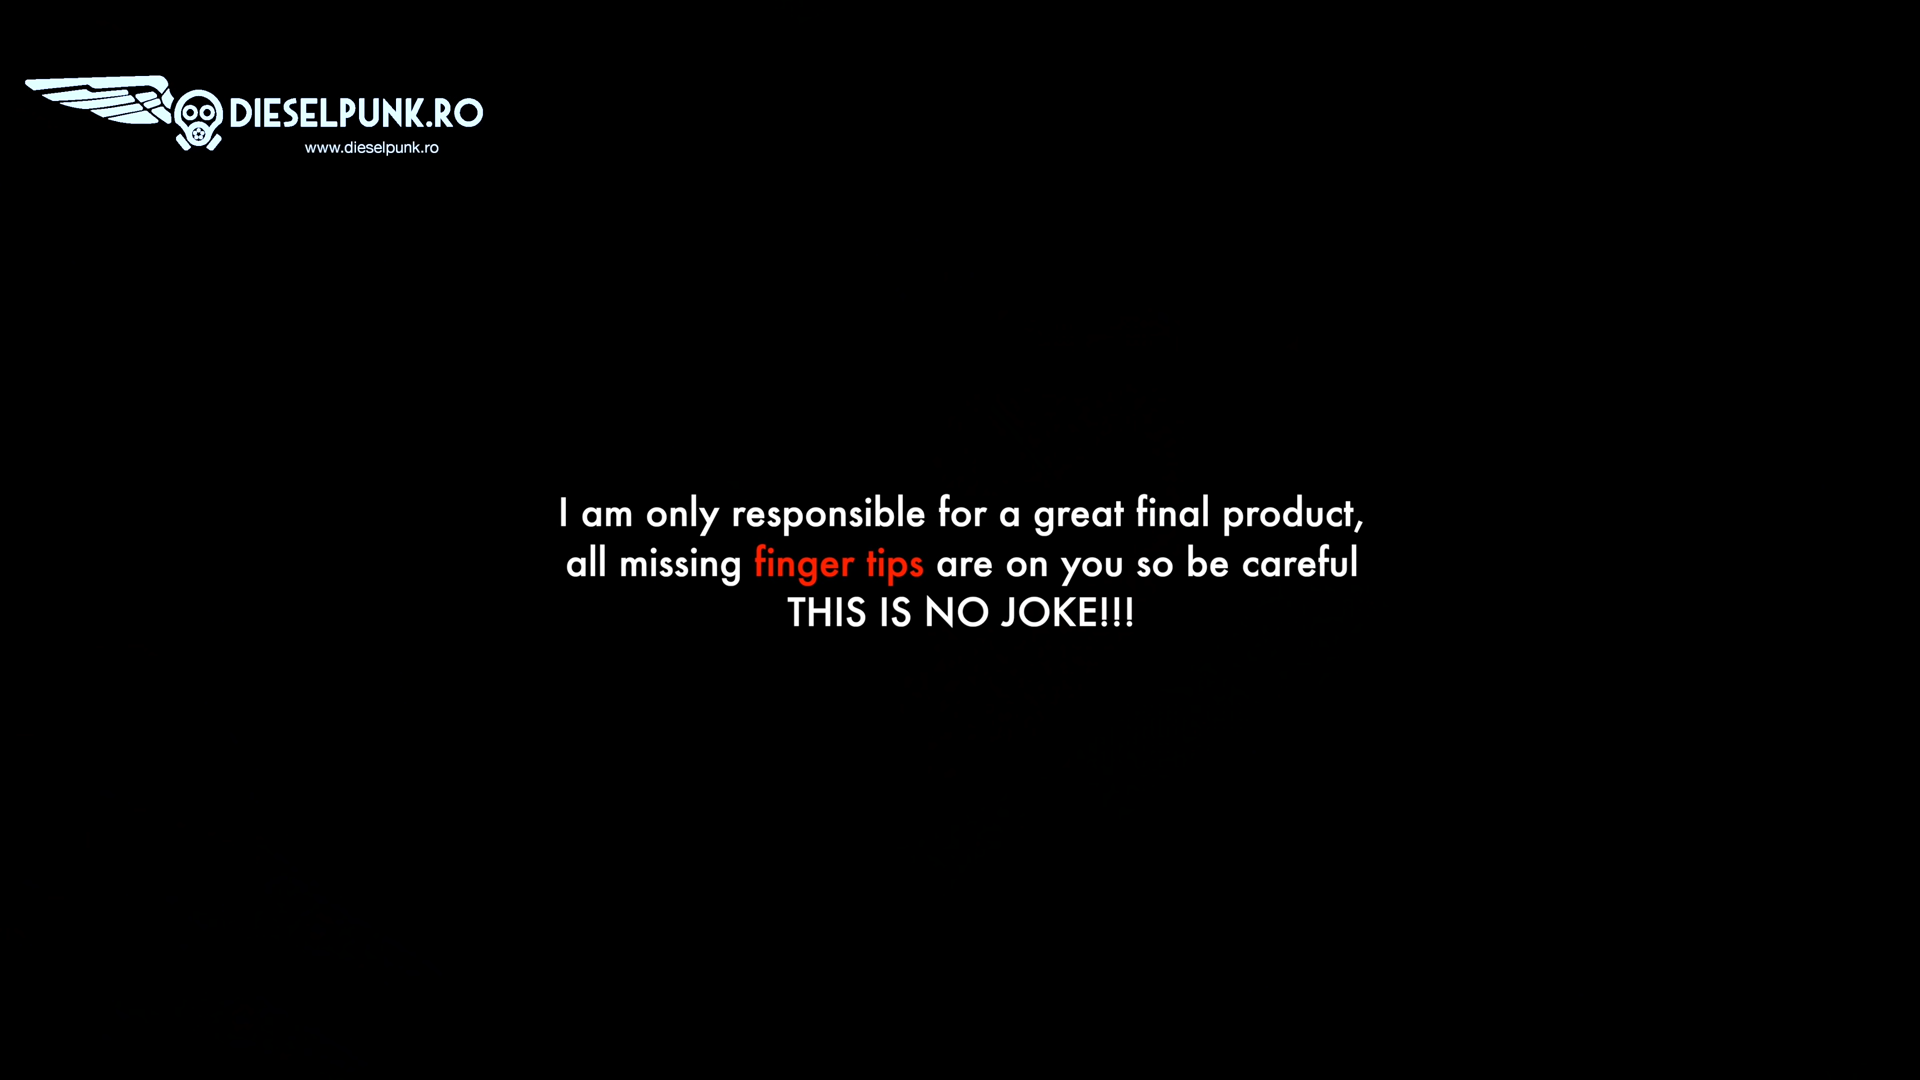 DIESELPUNK.RO
www.dieselpunk.ro
I am only responsible for a great final product,
all missing finger tips are on you so be careful
THIS IS NO JOKE!!!